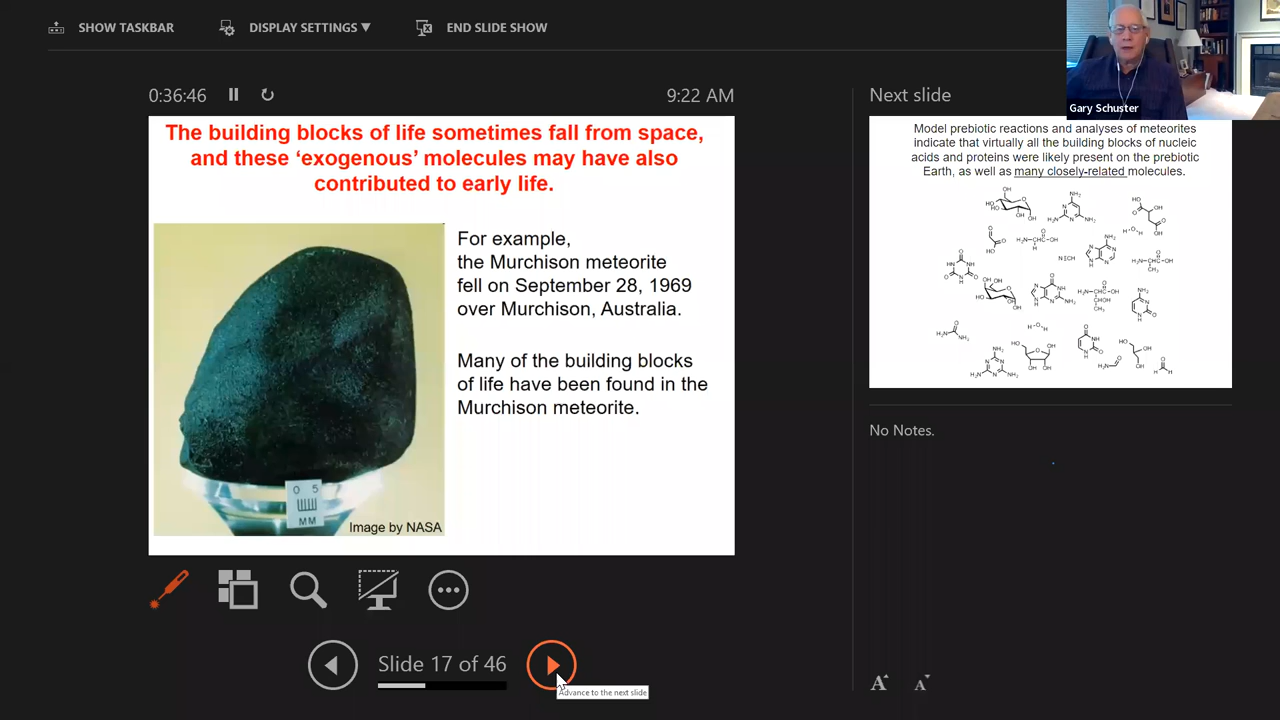 SHOW TASKBAR
DISPLAY SETTINGS ▼
END SLIDE SHOW
Gary Schuster
0:36:46
9:22 AM
The building blocks of life sometimes fall from space,
and these ‘exogenous’ molecules may have also
contributed to early life.
For example,
the Murchison meteorite
fell on September 28, 1969
over Murchison, Australia.
Many of the building blocks
of life have been found in the
Murchison meteorite.
0 5
MM
Image by NASA
Next slide
Model prebiotic reactions and analyses of meteorites
indicate that virtually all the building blocks of nucleic
acids and proteins were likely present on the prebiotic
Earth, as well as many closely-related molecules.
No Notes.
Slide 17 of 46
Advance to the next slide
A A